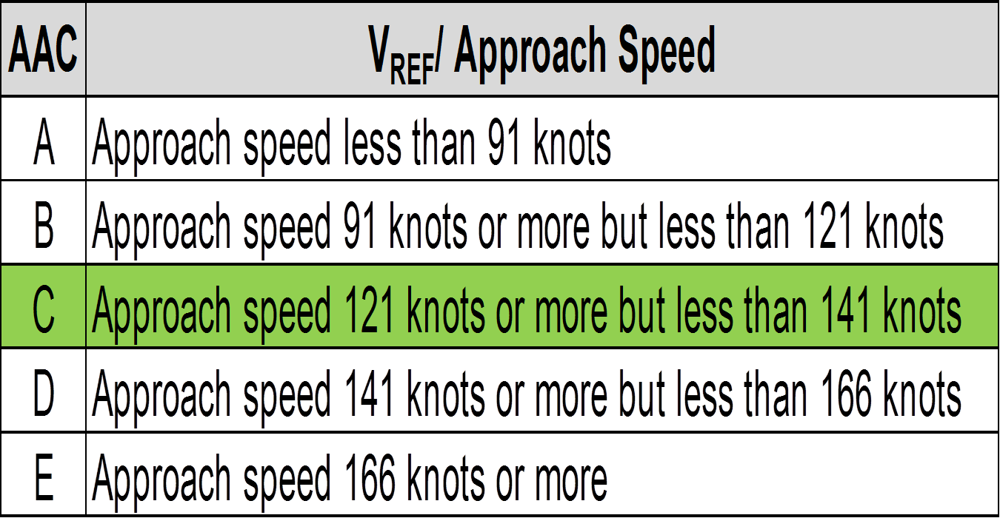 AAC VREF/ Approach Speed
A Approach speed less than 91 knots
B Approach speed 91 knots or more but less than 121 knots
C Approach speed 121 knots or more but less than 141 knots
D Approach speed 141 knots or more but less than 166 knots
E Approach speed 166 knots or more